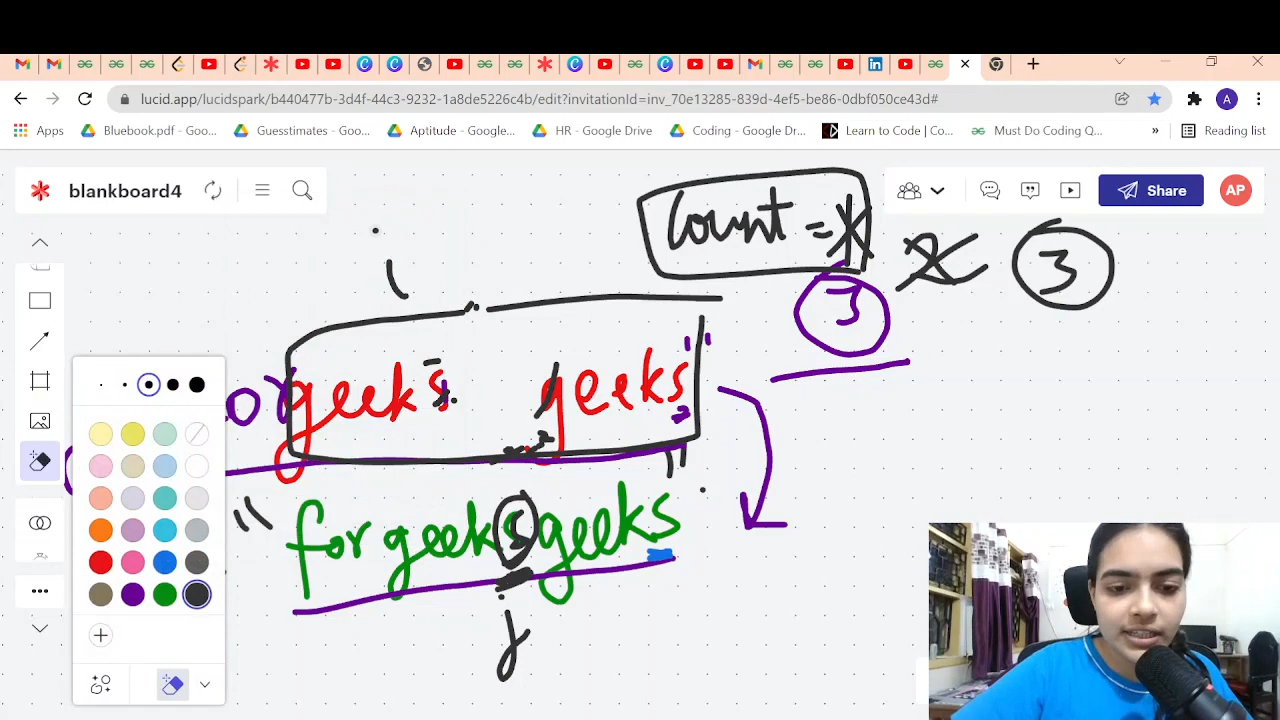 lucid.app/lucidspark/b440477b-3d4f-44c3-9232-1a8de5226c4b/edit?invitationId=inv_70e13285-839d-4ef5-be86-0dbf050ce43d#
A
Apps
Bluebook.pdf - Goo...
Guesstimates - Goo...
Aptitude - Google...
HR - Google Drive
Coding - Google Dr...
Learn to Code | Co...
Must Do Coding Q...
»
Reading list
blankboard4
Share
AP
Count =
3
3
i
or geeks geeks"
"forgeeksgeeks"
j